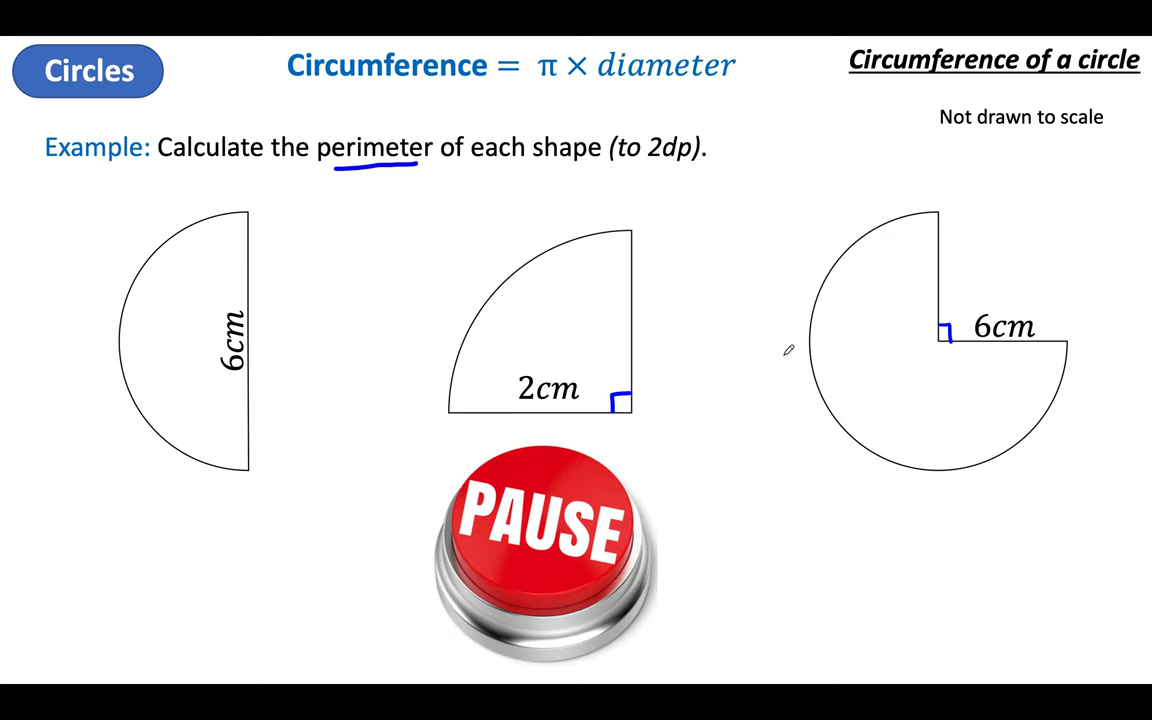 Circles
Circumference = π × diameter
Circumference of a circle
Not drawn to scale
Example: Calculate the perimeter of each shape (to 2dp).
6cm
2cm
6cm
PAUSE